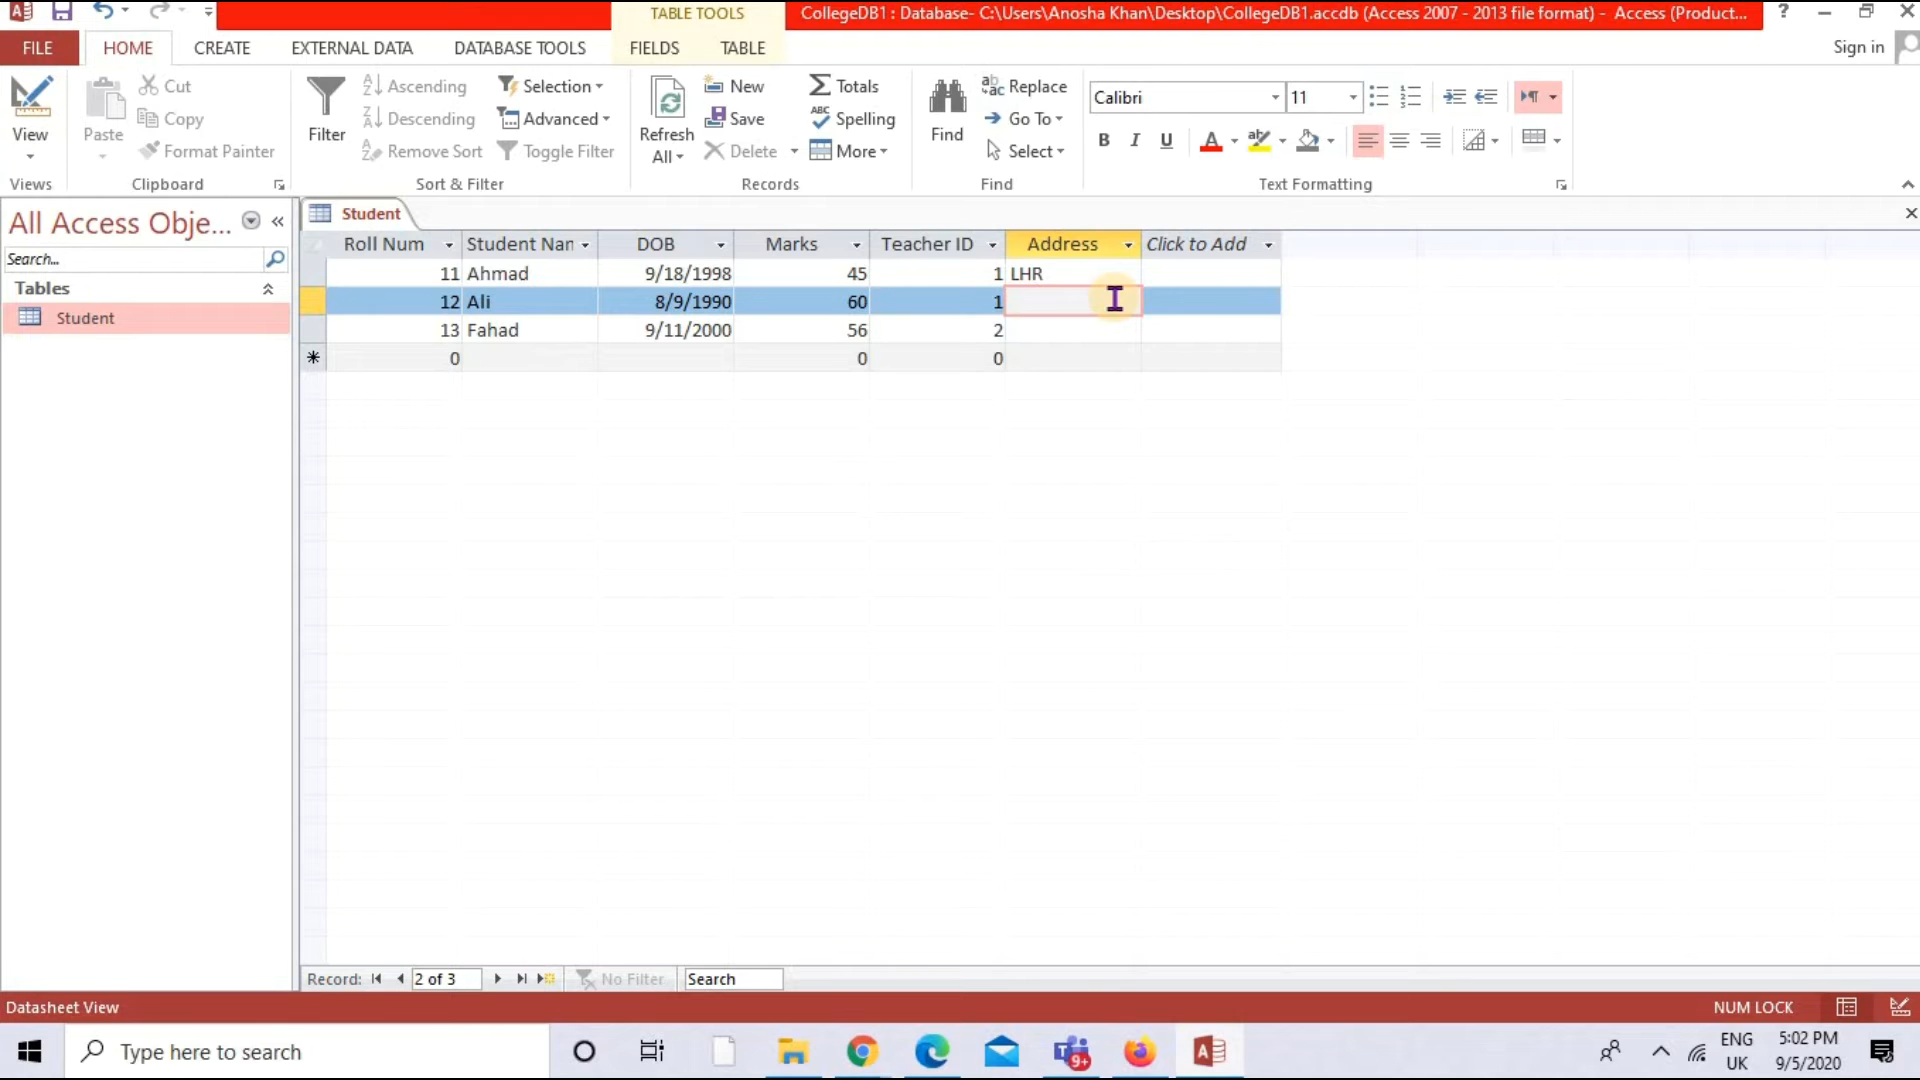 TABLE TOOLS
CollegeDB1 : Database- C:\Users\Anosha Khan\Desktop\CollegeDB1.accdb (Access 2007 - 2013 file format) - Access (Product...
?
FILE HOME CREATE EXTERNAL DATA DATABASE TOOLS FIELDS TABLE Sign in
Cut
Ascending
Selection
New
Totals
Replace
Calibri 11
View
Paste
Copy
Filter
Descending
Advanced
Refresh All
Save
Spelling
Find
Go To
Format Painter
Remove Sort
Toggle Filter
Delete
More
Select
B I U A
Views Clipboard Sort & Filter Records Find Text Formatting
All Access Obje...
Search...
Tables
Student
Student
Roll Num Student Nan DOB Marks Teacher ID Address Click to Add
11 Ahmad 9/18/1998 45 1 LHR
12 Ali 8/9/1990 60 1
13 Fahad 9/11/2000 56 2
* 0 0 0
Record: 2 of 3 No Filter Search
Datasheet View NUM LOCK
Type here to search
9+
ENG
UK
5:02 PM
9/5/2020